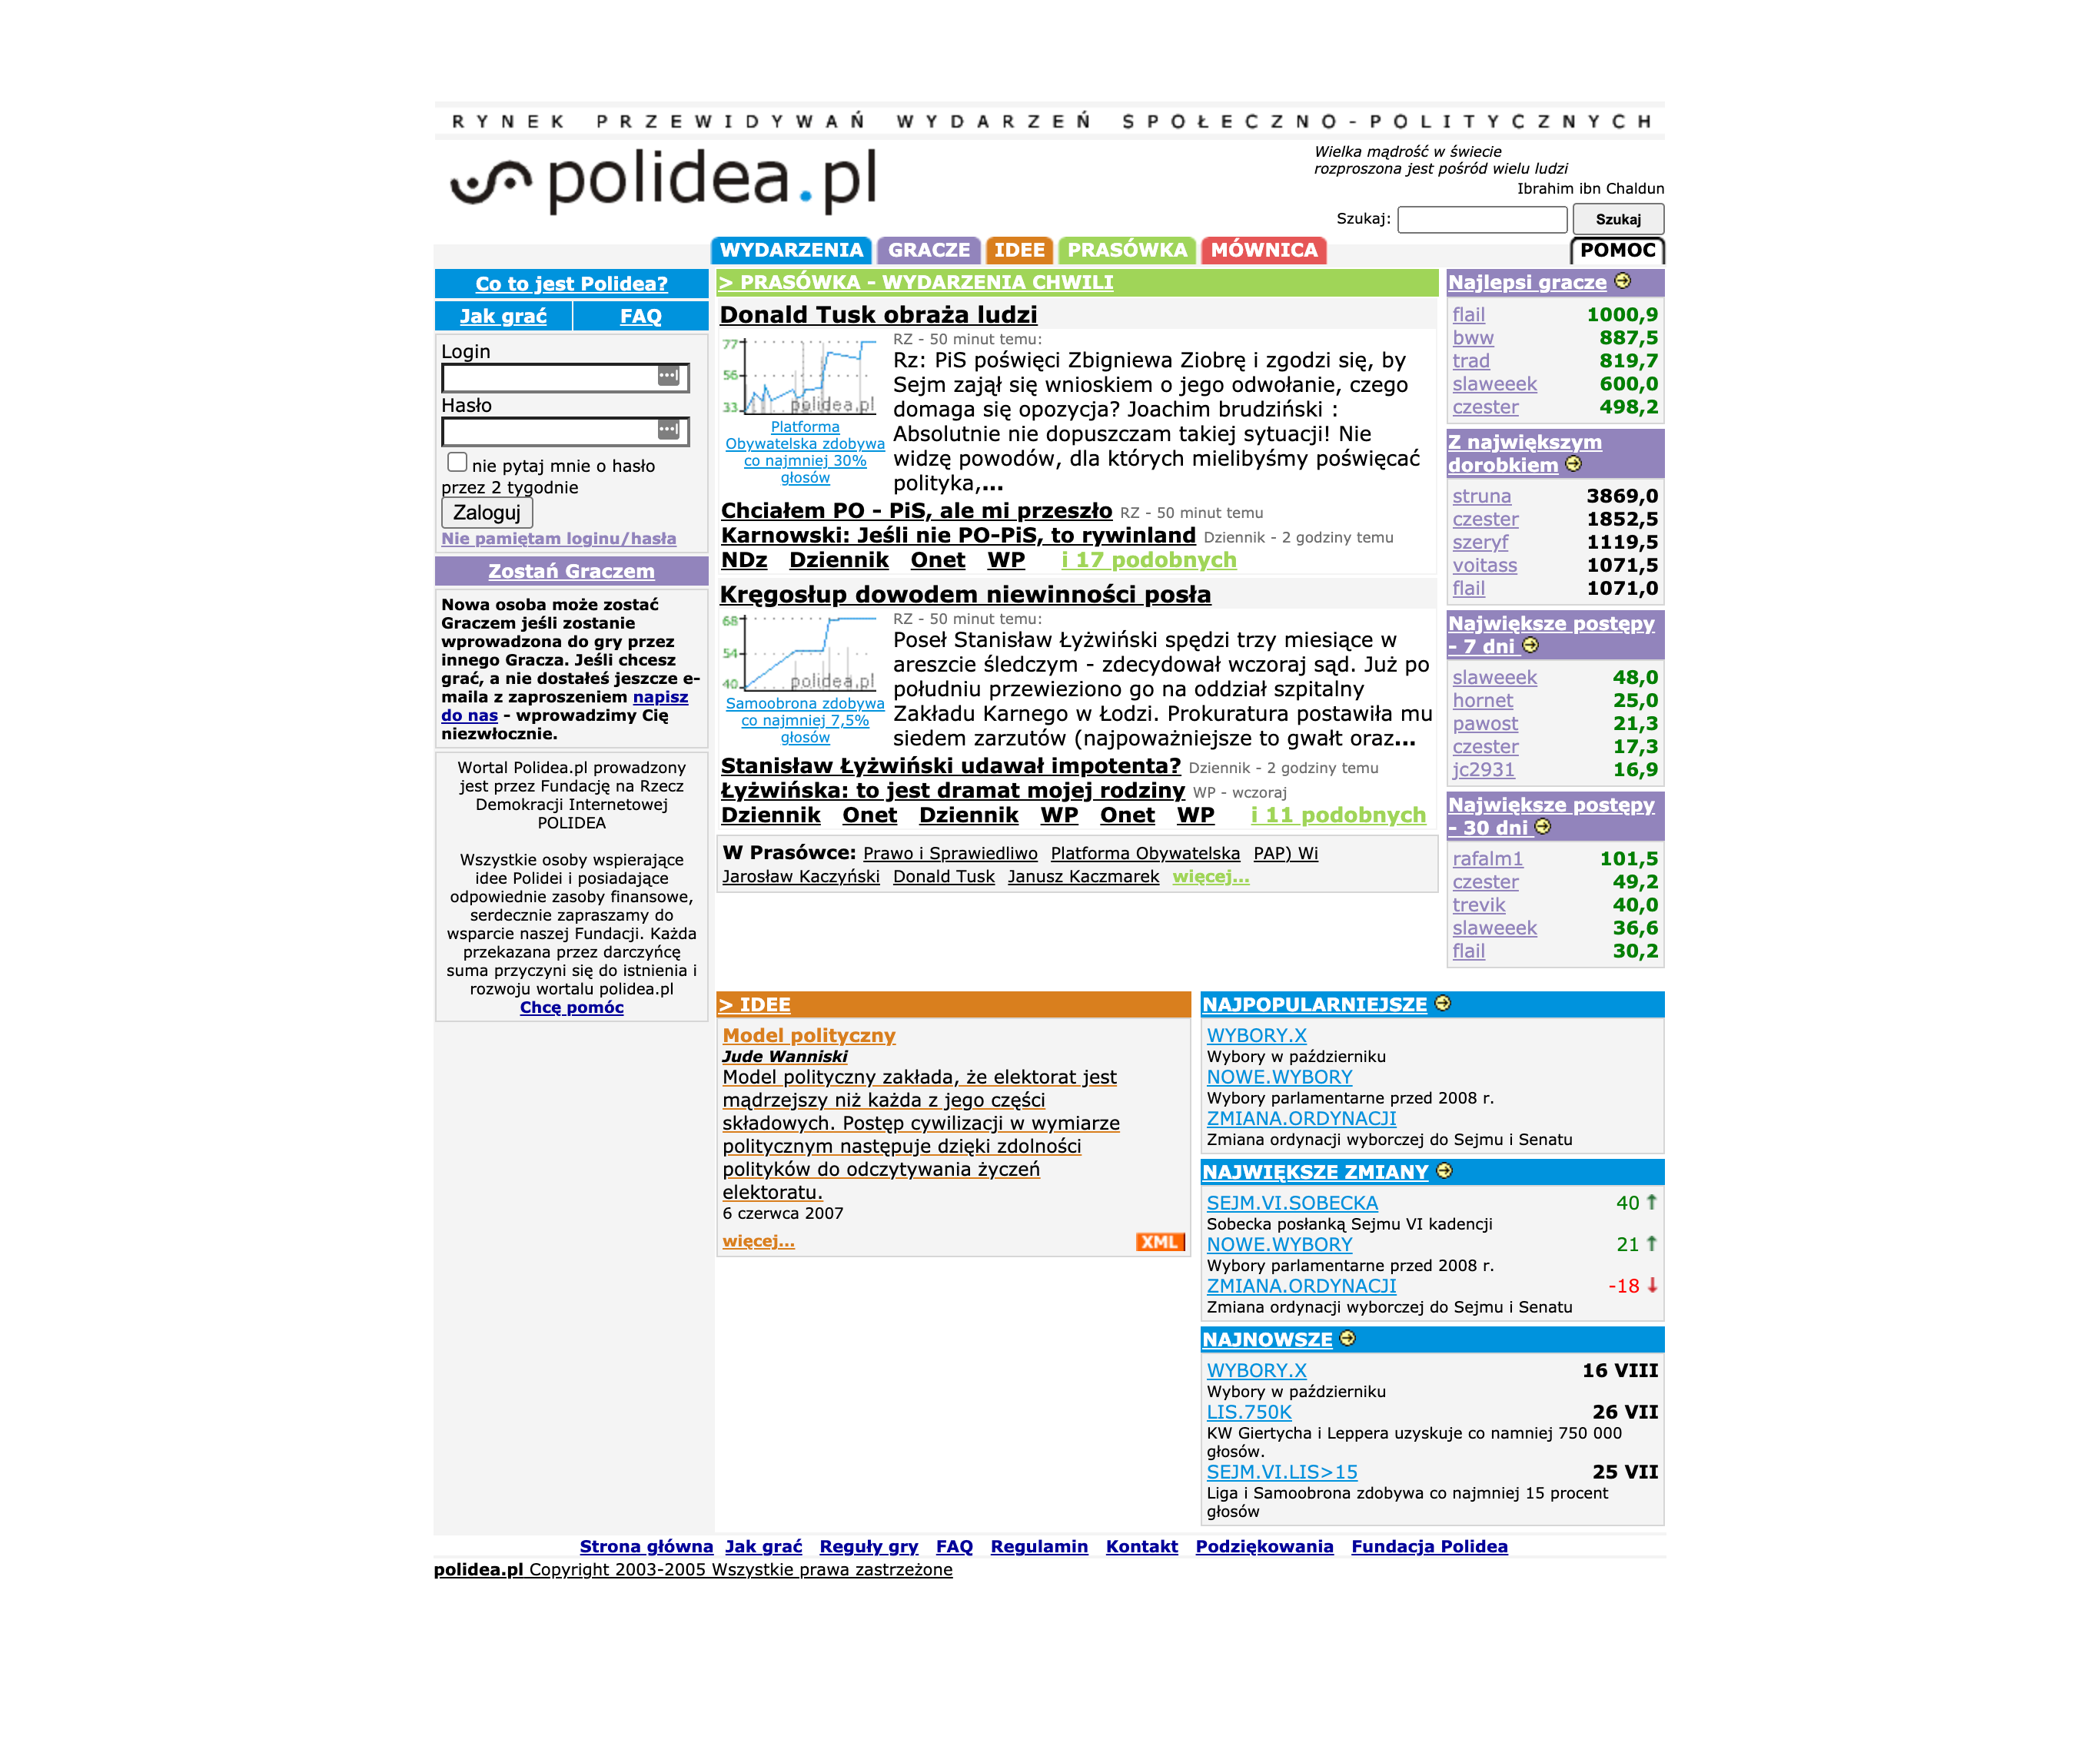 RYNEK PRZEWIDYWAŃ WYDARZEŃ SPOŁECZNO-POLITYCZNYCH
polidea.pl
Wielka mądrość w świecie
rozproszona jest pośród wielu ludzi
Ibrahim ibn Chaldun
Szukaj: Szukaj
WYDARZENIA GRACZE IDEE PRASÓWKA MÓWNICA POMOC
Co to jest Polidea?
Jak grać FAQ
Login
Hasło
nie pytaj mnie o hasło
przez 2 tygodnie
Zaloguj
Nie pamiętam loginu/hasła
Zostań Graczem
Nowa osoba może zostać
Graczem jeśli zostanie
wprowadzona do gry przez
innego Gracza. Jeśli chcesz
grać, a nie dostałeś jeszcze e-
maila z zaproszeniem napisz
do nas - wprowadzimy Cię
niezwłocznie.
Wortal Polidea.pl prowadzony
jest przez Fundację na Rzecz
Demokracji Internetowej
POLIDEA
Wszystkie osoby wspierające
idee Polidei i posiadające
odpowiednie zasoby finansowe,
serdecznie zapraszamy do
wsparcie naszej Fundacji. Każda
przekazana przez darczyńcę
suma przyczyni się do istnienia i
rozwoju wortalu polidea.pl
Chcę pomóc
> PRASÓWKA - WYDARZENIA CHWILI
Donald Tusk obraża ludzi
77
56
33
polidea.pl
Platforma
Obywatelska zdobywa
co najmniej 30%
głosów
RZ - 50 minut temu:
Rz: PiS poświęci Zbigniewa Ziobrę i zgodzi się, by
Sejm zajął się wnioskiem o jego odwołanie, czego
domaga się opozycja? Joachim brudziński :
Absolutnie nie dopuszczam takiej sytuacji! Nie
widzę powodów, dla których mielibyśmy poświęcać
polityka,...
Chciałem PO - PiS, ale mi przeszło RZ - 50 minut temu
Karnowski: Jeśli nie PO-PiS, to rywinland Dziennik - 2 godziny temu
NDz Dziennik Onet WP i 17 podobnych
Kręgosłup dowodem niewinności posła
68
54
40
polidea.pl
Samoobrona zdobywa
co najmniej 7,5%
głosów
RZ - 50 minut temu:
Poseł Stanisław Łyżwiński spędzi trzy miesiące w
areszcie śledczym - zdecydował wczoraj sąd. Już po
południu przewieziono go na oddział szpitalny
Zakładu Karnego w Łodzi. Prokuratura postawiła mu
siedem zarzutów (najpoważniejsze to gwałt oraz...
Stanisław Łyżwiński udawał impotenta? Dziennik - 2 godziny temu
Łyżwińska: to jest dramat mojej rodziny WP - wczoraj
Dziennik Onet Dziennik WP Onet WP i 11 podobnych
W Prasówce: Prawo i Sprawiedliwo Platforma Obywatelska PAP) Wi
Jarosław Kaczyński Donald Tusk Janusz Kaczmarek więcej...
Najlepsi gracze
flail 1000,9
bww 887,5
trad 819,7
slaweeek 600,0
czester 498,2
Z największym
dorobkiem
struna 3869,0
czester 1852,5
szeryf 1119,5
voitass 1071,5
flail 1071,0
Największe postępy
- 7 dni
slaweeek 48,0
hornet 25,0
pawost 21,3
czester 17,3
jc2931 16,9
Największe postępy
- 30 dni
rafalm1 101,5
czester 49,2
trevik 40,0
slaweeek 36,6
flail 30,2
> IDEE
Model polityczny
Jude Wanniski
Model polityczny zakłada, że elektorat jest
mądrzejszy niż każda z jego części
składowych. Postęp cywilizacji w wymiarze
politycznym następuje dzięki zdolności
polityków do odczytywania życzeń
elektoratu.
6 czerwca 2007
więcej... XML
NAJPOPULARNIEJSZE
WYBORY.X
Wybory w październiku
NOWE.WYBORY
Wybory parlamentarne przed 2008 r.
ZMIANA.ORDYNACJI
Zmiana ordynacji wyborczej do Sejmu i Senatu
NAJWIĘKSZE ZMIANY
SEJM.VI.SOBECKA 40
Sobecka posłanką Sejmu VI kadencji
NOWE.WYBORY 21
Wybory parlamentarne przed 2008 r.
ZMIANA.ORDYNACJI -18
Zmiana ordynacji wyborczej do Sejmu i Senatu
NAJNOWSZE
WYBORY.X 16 VIII
Wybory w październiku
LIS.750K 26 VII
KW Giertycha i Leppera uzyskuje co namniej 750 000
głosów.
SEJM.VI.LIS>15 25 VII
Liga i Samoobrona zdobywa co najmniej 15 procent
głosów
Strona główna Jak grać Reguły gry FAQ Regulamin Kontakt Podziękowania Fundacja Polidea
polidea.pl Copyright 2003-2005 Wszystkie prawa zastrzeżone